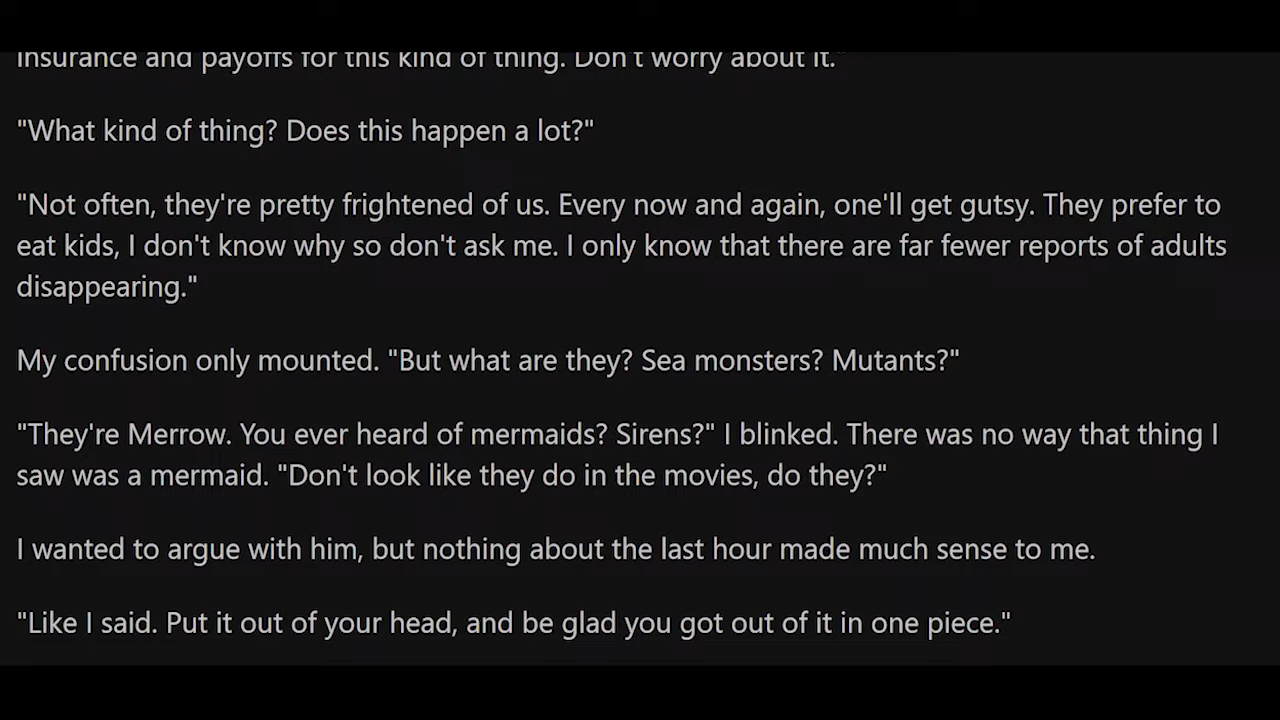 insurance and payoffs for this kind of thing. Don't worry about it."
"What kind of thing? Does this happen a lot?"
"Not often, they're pretty frightened of us. Every now and again, one'll get gutsy. They prefer to
eat kids, I don't know why so don't ask me. I only know that there are far fewer reports of adults
disappearing."
My confusion only mounted. "But what are they? Sea monsters? Mutants?"
"They're Merrow. You ever heard of mermaids? Sirens?" I blinked. There was no way that thing I
saw was a mermaid. "Don't look like they do in the movies, do they?"
I wanted to argue with him, but nothing about the last hour made much sense to me.
"Like I said. Put it out of your head, and be glad you got out of it in one piece."